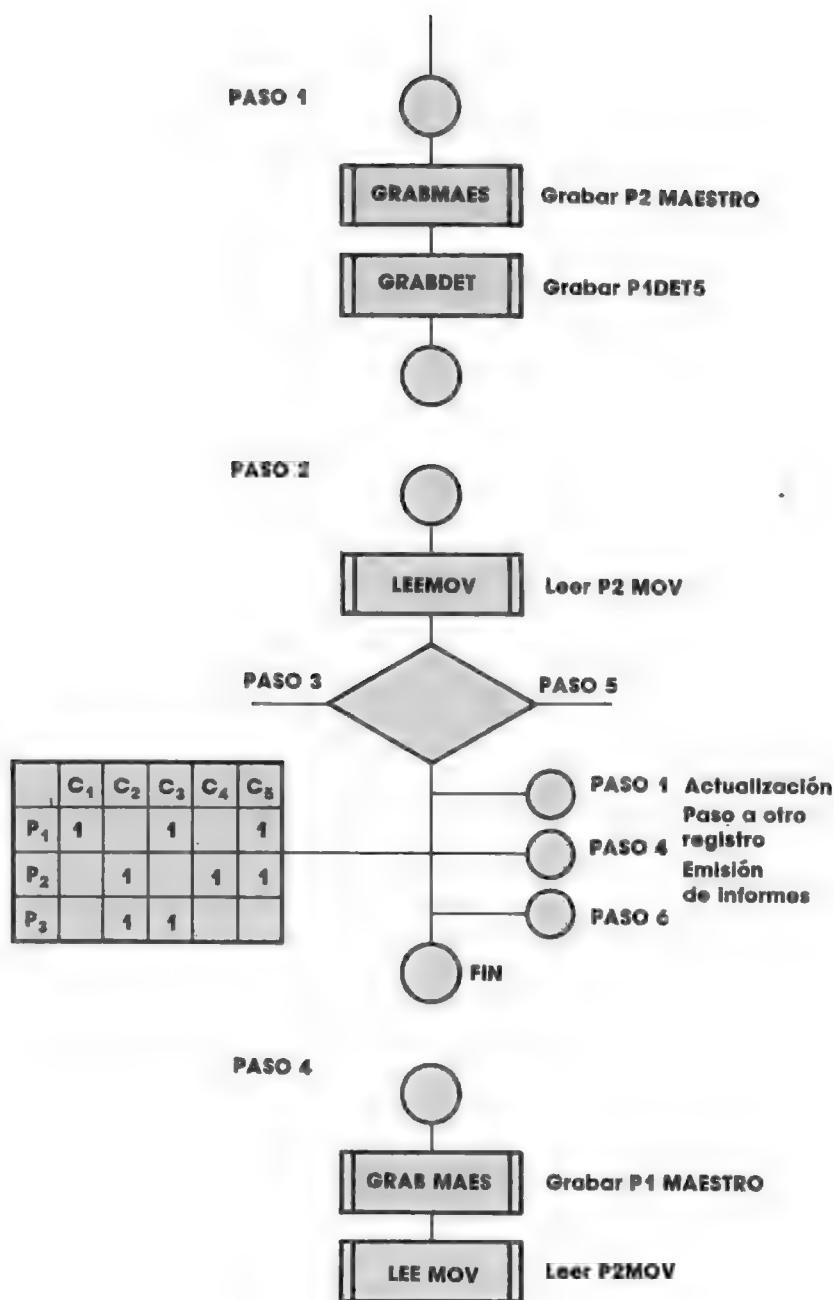 PASO 1
GRABMAES Grabar P2 MAESTRO
GRABDET Grabar P1DET5
PASO 2
LEEMOV Leer P2 MOV
PASO 3 PASO 5
C1 C2 C3 C4 C5
P1 1 1 1
P2 1 1 1
P3 1 1
PASO 1 Actualización
Paso a otro
PASO 4 registro
Emisión
de informes
PASO 6
FIN
PASO 4
GRAB MAES Grabar P1 MAESTRO
LEE MOV Leer P2MOV